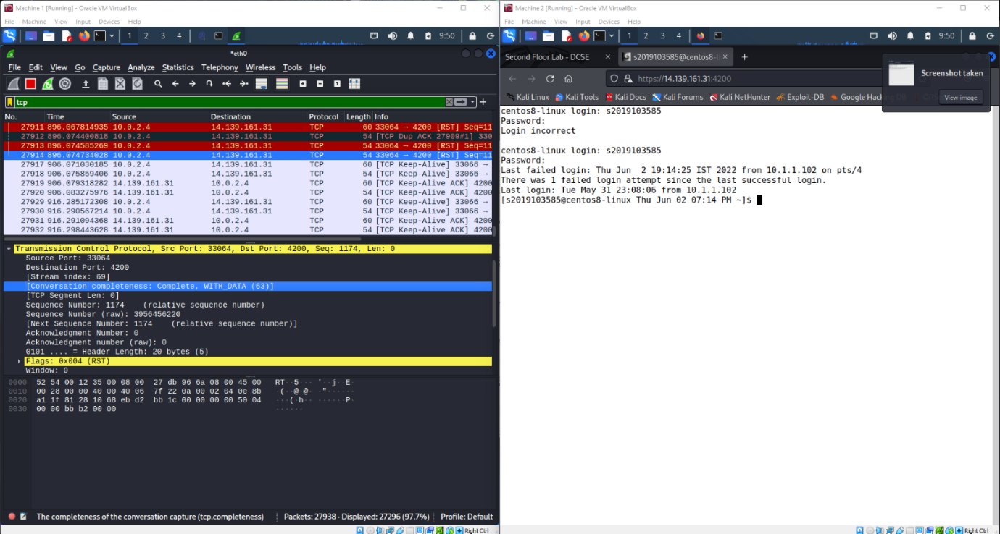 Machine 1 [Running] - Oracle VM VirtualBox
File Machine View Input Devices Help
1 2 3 4 9:50
*eth0
File Edit View Go Capture Analyze Statistics Telephony Wireless Tools Help
tcp
No. Time Source Destination Protocol Length Info
27911 896.067814935 10.0.2.4 14.139.161.31 TCP 60 33064 → 4200 [RST] Seq=11
27912 896.074400818 10.0.2.4 14.139.161.31 TCP 54 [TCP Dup ACK 27909#1] 330
27913 896.074585269 10.0.2.4 14.139.161.31 TCP 54 33064 → 4200 [RST] Seq=11
27914 896.074734028 10.0.2.4 14.139.161.31 TCP 54 33064 → 4200 [RST] Seq=11
27917 906.071030185 10.0.2.4 14.139.161.31 TCP 60 [TCP Keep-Alive] 33066 →
27918 906.075859406 10.0.2.4 14.139.161.31 TCP 54 [TCP Keep-Alive] 33066 →
27919 906.079318282 14.139.161.31 10.0.2.4 TCP 60 [TCP Keep-Alive ACK] 4200
27920 906.083275976 14.139.161.31 10.0.2.4 TCP 54 [TCP Keep-Alive ACK] 4200
27929 916.285172308 10.0.2.4 14.139.161.31 TCP 60 [TCP Keep-Alive] 33066 →
27930 916.290567214 10.0.2.4 14.139.161.31 TCP 54 [TCP Keep-Alive] 33066 →
27931 916.291094368 14.139.161.31 10.0.2.4 TCP 60 [TCP Keep-Alive ACK] 4200
27932 916.298443628 14.139.161.31 10.0.2.4 TCP 54 [TCP Keep-Alive ACK] 4200
Transmission Control Protocol, Src Port: 33064, Dst Port: 4200, Seq: 1174, Len: 0
Source Port: 33064
Destination Port: 4200
[Stream index: 69]
[Conversation completeness: Complete, WITH_DATA (63)]
[TCP Segment Len: 0]
Sequence Number: 1174 (relative sequence number)
Sequence Number (raw): 3956456220
[Next Sequence Number: 1174 (relative sequence number)]
Acknowledgment Number: 0
Acknowledgment number (raw): 0
0101 .... = Header Length: 20 bytes (5)
Flags: 0x004 (RST)
Window: 0
0000 52 54 00 12 35 00 08 00 27 db 96 6a 08 00 45 00 RT··5···'··j··E·
0010 00 28 00 00 40 00 40 06 7f 22 0a 00 02 04 0e 8b ·(··@·@··"······
0020 a1 1f 81 28 10 68 eb d2 bb 1c 00 00 00 00 50 04 ···(·h········P·
0030 00 00 bb b2 00 00 ······
The completeness of the conversation capture (tcp.completeness) Packets: 27938 · Displayed: 27296 (97.7%) Profile: Default
Right Ctrl
Machine 2 [Running] - Oracle VM VirtualBox
File Machine View Input Devices Help
1 2 3 4 9:50
Second Floor Lab - DCSE × s2019103585@centos8-li × +
https://14.139.161.31:4200
Screenshot taken
View image
Kali Linux Kali Tools Kali Docs Kali Forums Kali NetHunter Exploit-DB Google Hacking DB
centos8-linux login: s2019103585
Password:
Login incorrect
centos8-linux login: s2019103585
Password:
Last failed login: Thu Jun 2 19:14:25 IST 2022 from 10.1.1.102 on pts/4
There was 1 failed login attempt since the last successful login.
Last login: Tue May 31 23:08:06 from 10.1.1.102
[s2019103585@centos8-linux Thu Jun 02 07:14 PM ~]$
Right Ctrl